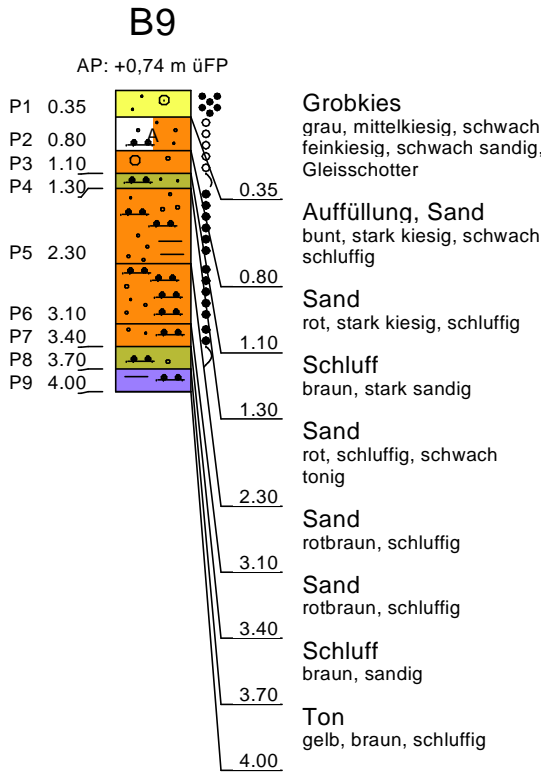 B9
AP: +0,74 m üFP
P1 0.35
P2 0.80
A
P3 1.10
P4 1.30
P5 2.30
P6 3.10
P7 3.40
P8 3.70
P9 4.00
Grobkies
grau, mittelkiesig, schwach
feinkiesig, schwach sandig,
Gleisschotter
0.35
Auffüllung, Sand
bunt, stark kiesig, schwach
schluffig
0.80
Sand
rot, stark kiesig, schluffig
1.10
Schluff
braun, stark sandig
1.30
Sand
rot, schluffig, schwach
tonig
2.30
Sand
rotbraun, schluffig
3.10
Sand
rotbraun, schluffig
3.40
Schluff
braun, sandig
3.70
Ton
gelb, braun, schluffig
4.00